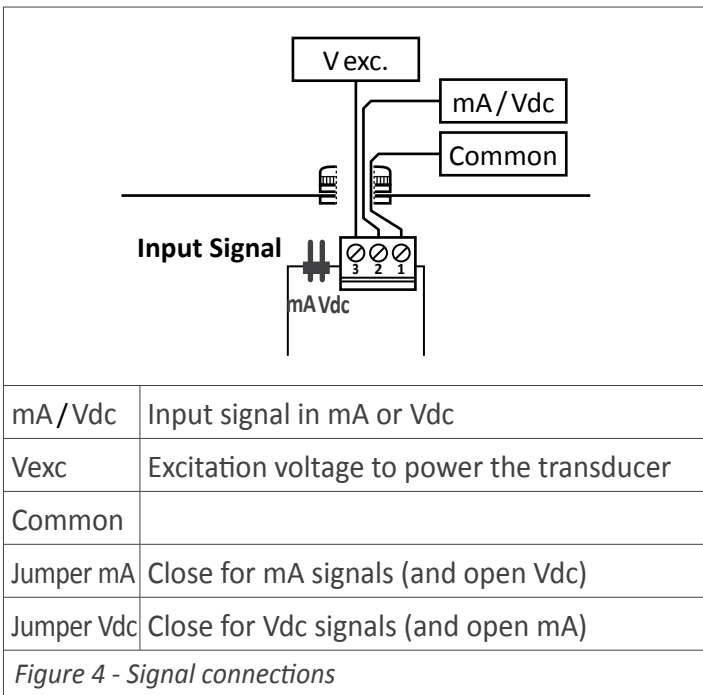 V exc.
mA/Vdc
Common
Input Signal
3 2 1
mA Vdc
mA/Vdc Input signal in mA or Vdc
Vexc Excitation voltage to power the transducer
Common
Jumper mA Close for mA signals (and open Vdc)
Jumper Vdc Close for Vdc signals (and open mA)
Figure 4 - Signal connections